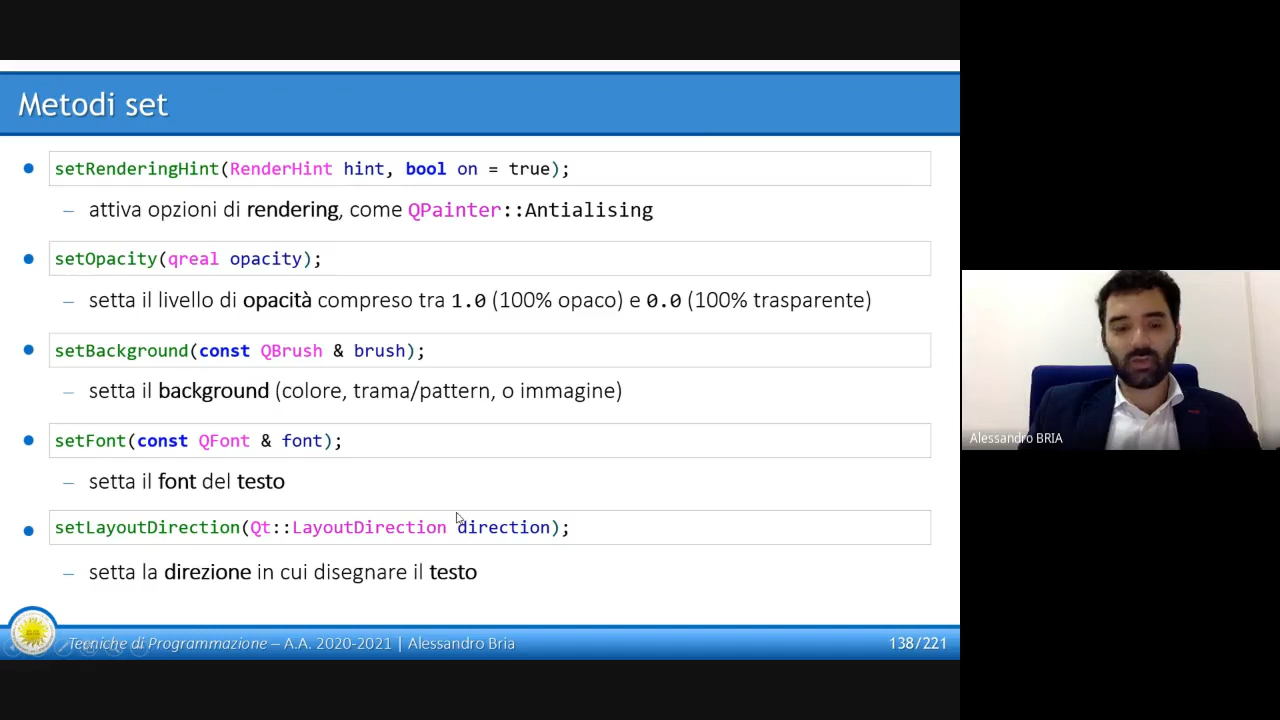 Metodi set
setRenderingHint(RenderHint hint, bool on = true);
– attiva opzioni di rendering, come QPainter::Antialising
setOpacity(qreal opacity);
– setta il livello di opacità compreso tra 1.0 (100% opaco) e 0.0 (100% trasparente)
setBackground(const QBrush & brush);
– setta il background (colore, trama/pattern, o immagine)
setFont(const QFont & font);
– setta il font del testo
setLayoutDirection(Qt::LayoutDirection direction);
– setta la direzione in cui disegnare il testo
Tecniche di Programmazione – A.A. 2020-2021 | Alessandro Bria
138/221
Alessandro BRIA